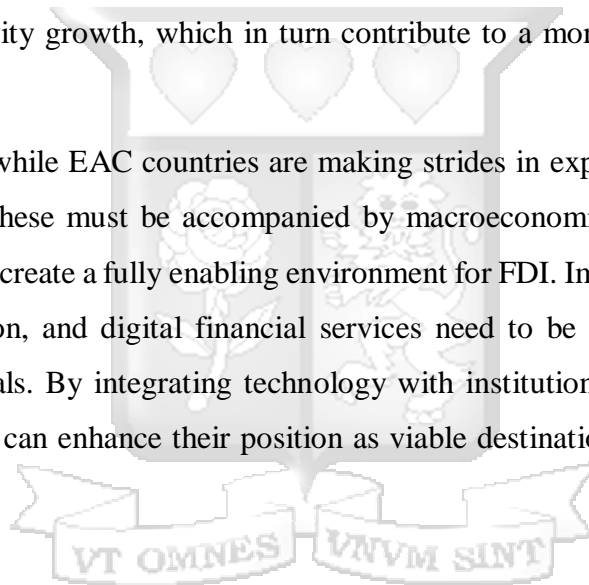 ity growth, which in turn contribute to a mor
while EAC countries are making strides in exp
hese must be accompanied by macroeconomi
create a fully enabling environment for FDI. In
on, and digital financial services need to be
als. By integrating technology with institution
can enhance their position as viable destinatio
VT OMNES VNVM SINT